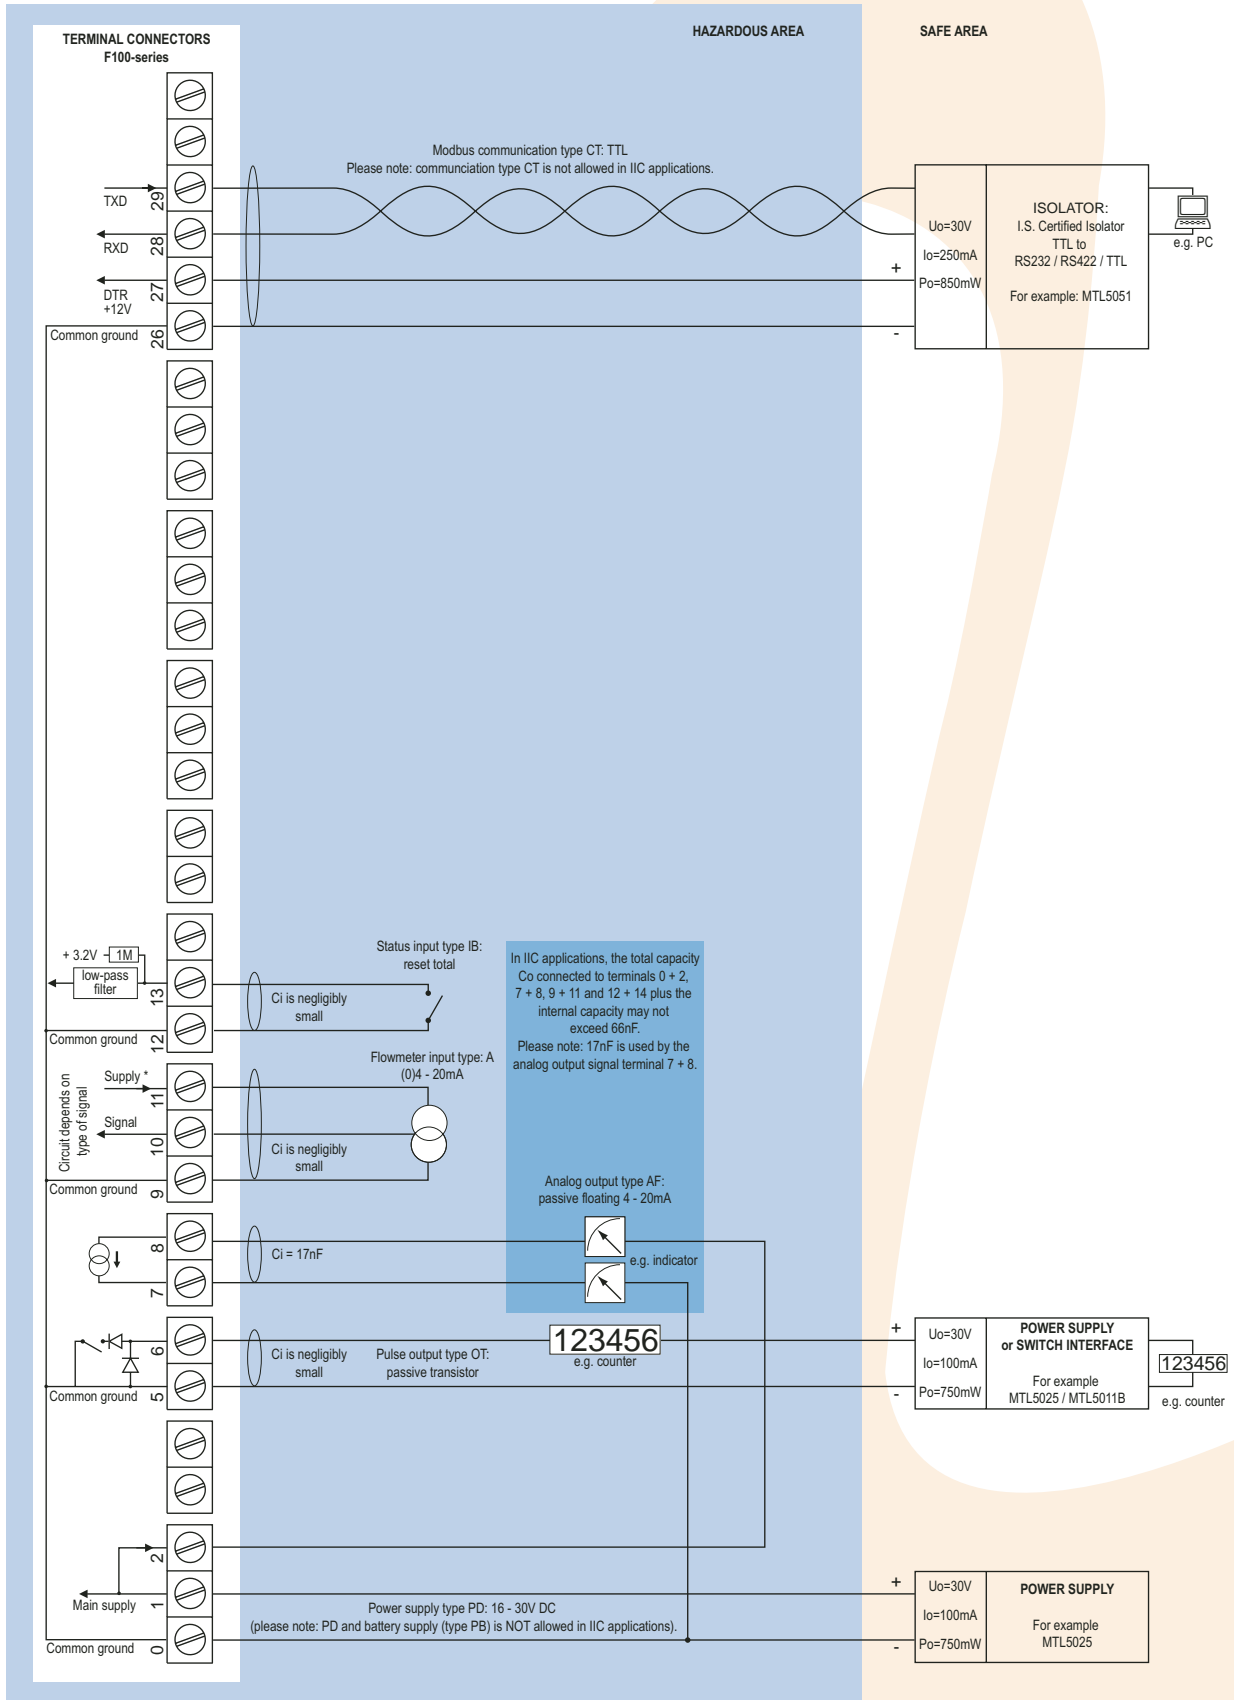 TERMINAL CONNECTORS
F100-series
HAZARDOUS AREA
SAFE AREA
Modbus communication type CT: TTL
Please note: communciation type CT is not allowed in IIC applications.
TXD
29
RXD
28
DTR
+12V
27
Common ground
26
+
-
Uo=30V
Io=250mA
Po=850mW
ISOLATOR:
I.S. Certified Isolator
TTL to
RS232 / RS422 / TTL
For example: MTL5051
e.g. PC
+ 3.2V
1M
low-pass
filter
13
Common ground
12
Ci is negligibly
small
Status input type IB:
reset total
In IIC applications, the total capacity
Co connected to terminals 0 + 2,
7 + 8, 9 + 11 and 12 + 14 plus the
internal capacity may not
exceed 66nF.
Please note: 17nF is used by the
analog output signal terminal 7 + 8.
Circuit depends on
type of signal
Supply *
11
Signal
10
Common ground
9
Flowmeter input type: A
(0)4 - 20mA
Ci is negligibly
small
Analog output type AF:
passive floating 4 - 20mA
8
7
Ci = 17nF
e.g. indicator
6
Common ground
5
Ci is negligibly
small
Pulse output type OT:
passive transistor
123456
e.g. counter
+
-
Uo=30V
Io=100mA
Po=750mW
POWER SUPPLY
or SWITCH INTERFACE
For example
MTL5025 / MTL5011B
123456
e.g. counter
2
Main supply
1
Common ground
0
Power supply type PD: 16 - 30V DC
(please note: PD and battery supply (type PB) is NOT allowed in IIC applications).
+
-
Uo=30V
Io=100mA
Po=750mW
POWER SUPPLY
For example
MTL5025